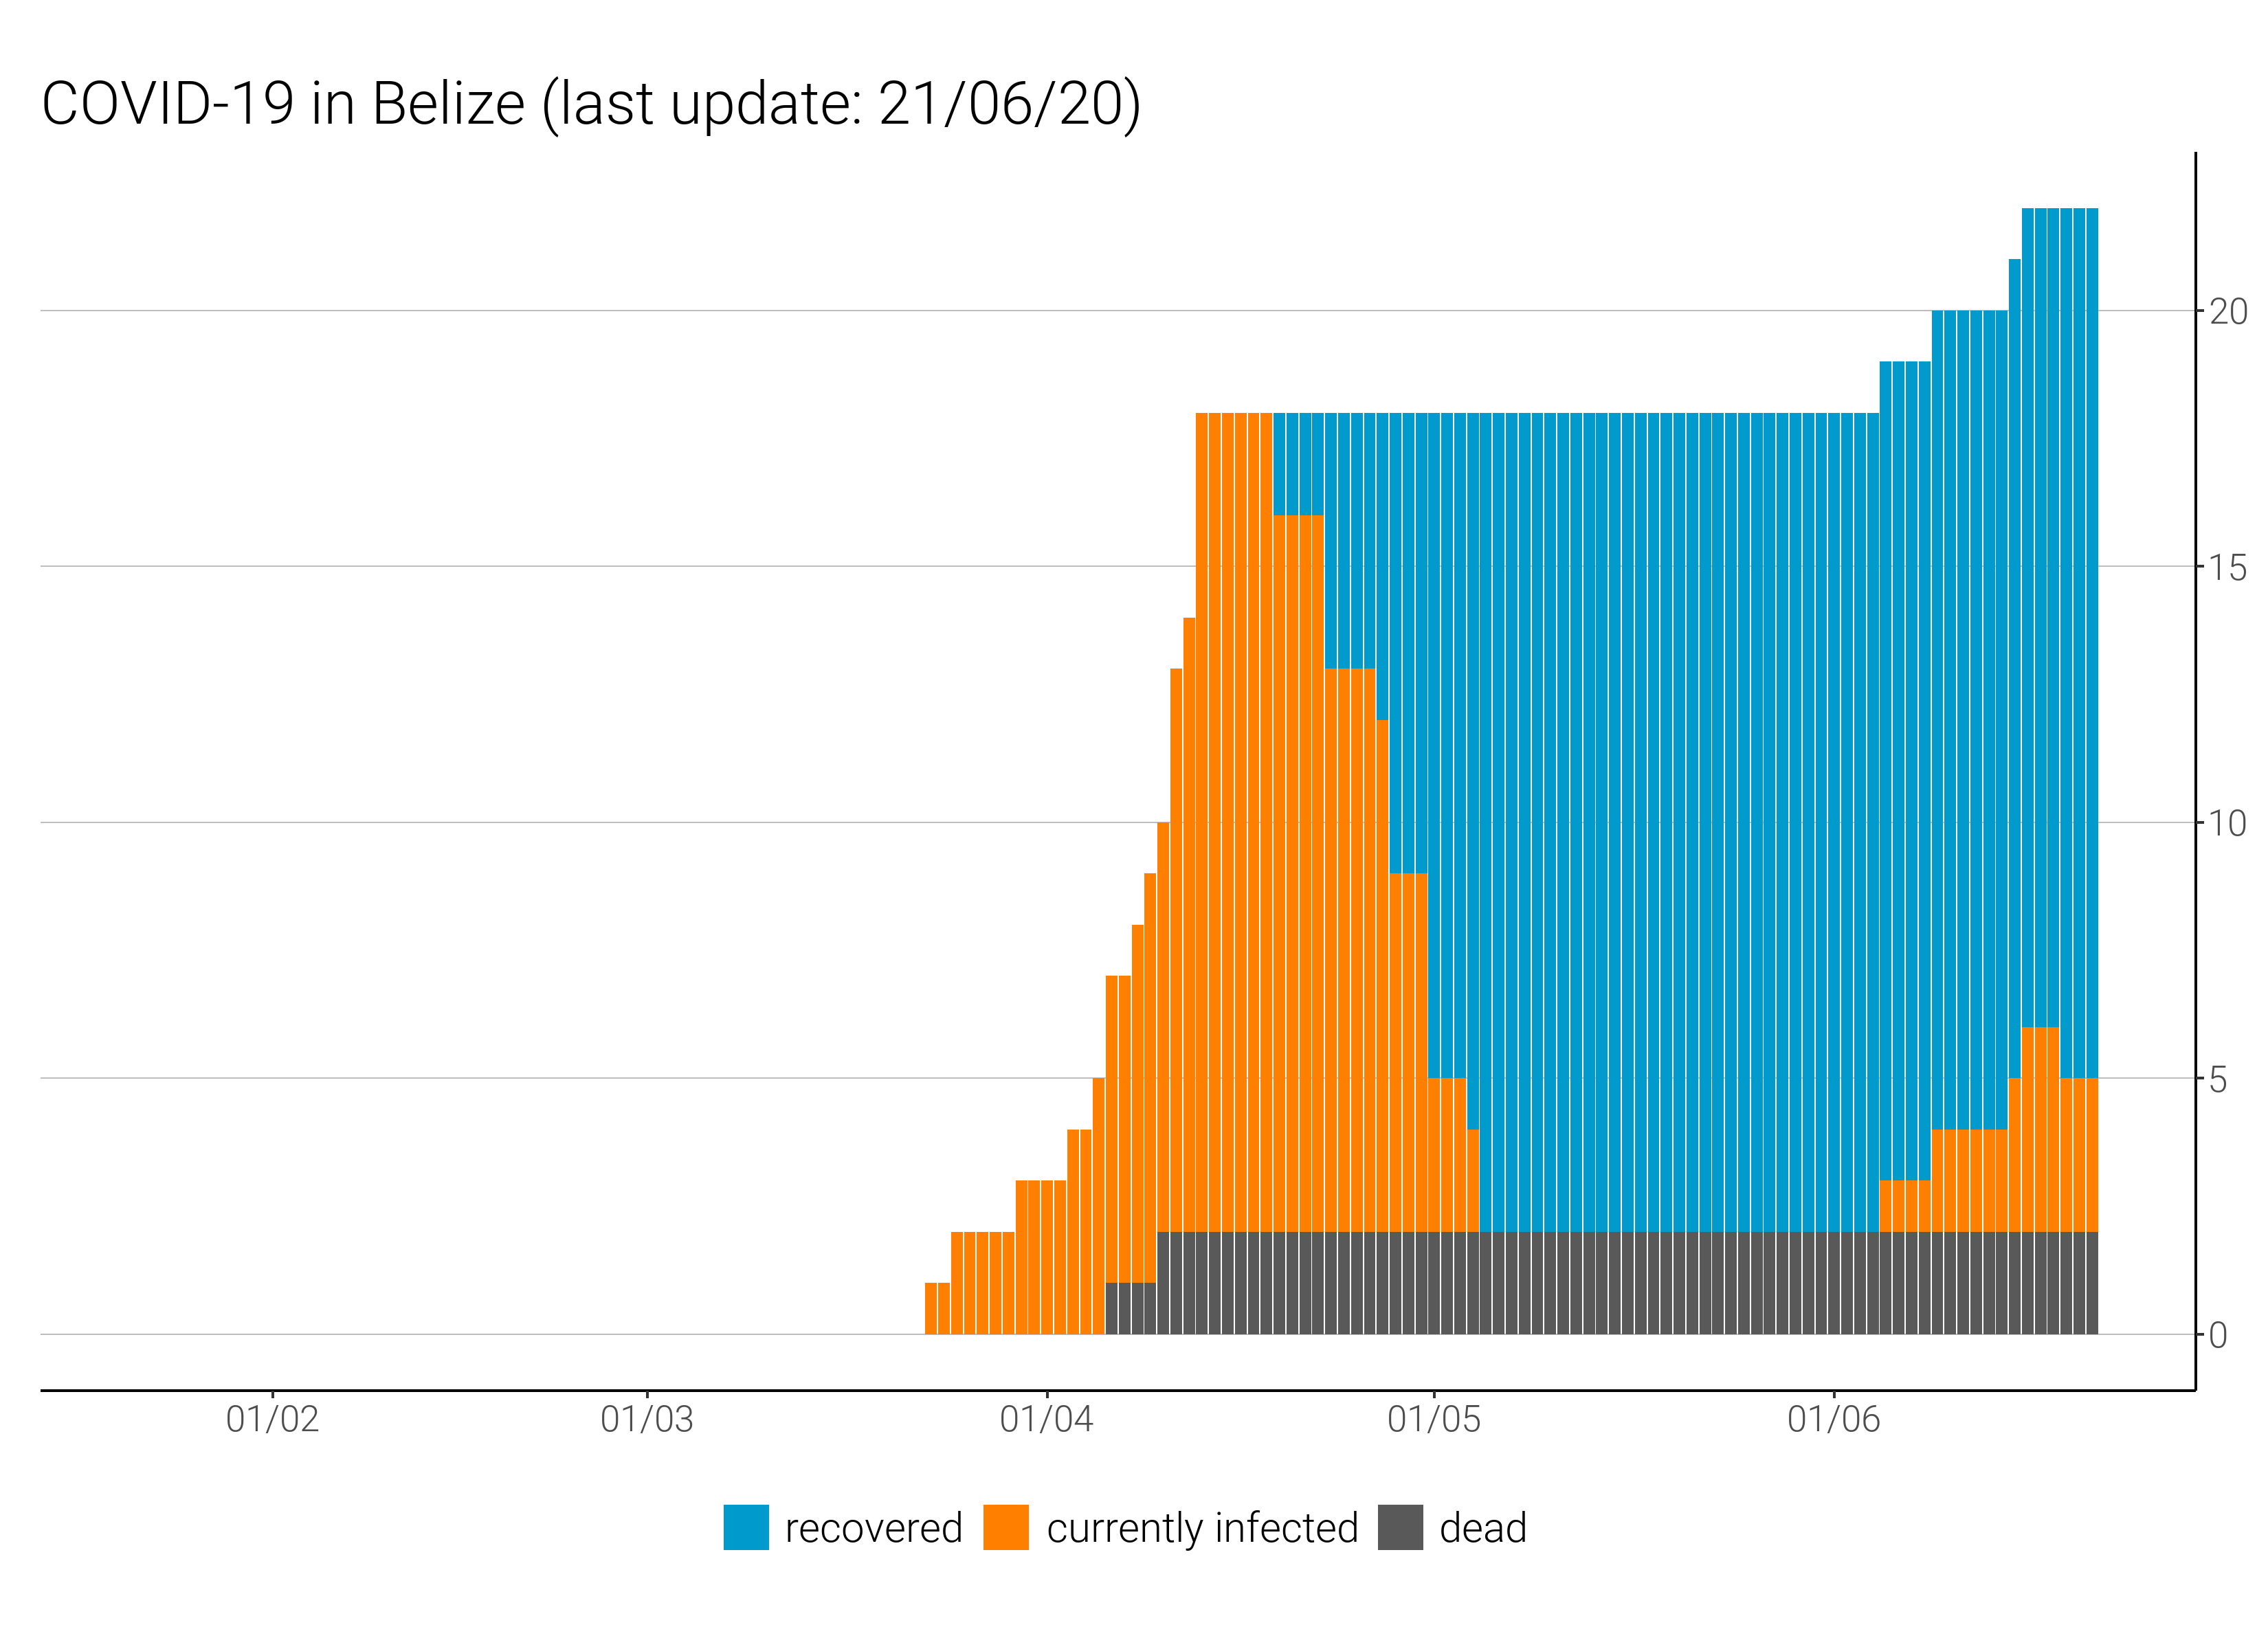 COVID-19 in Belize (last update: 21/06/20)
20
15
10
5
0
01/02 01/03 01/04 01/05 01/06
recovered currently infected dead